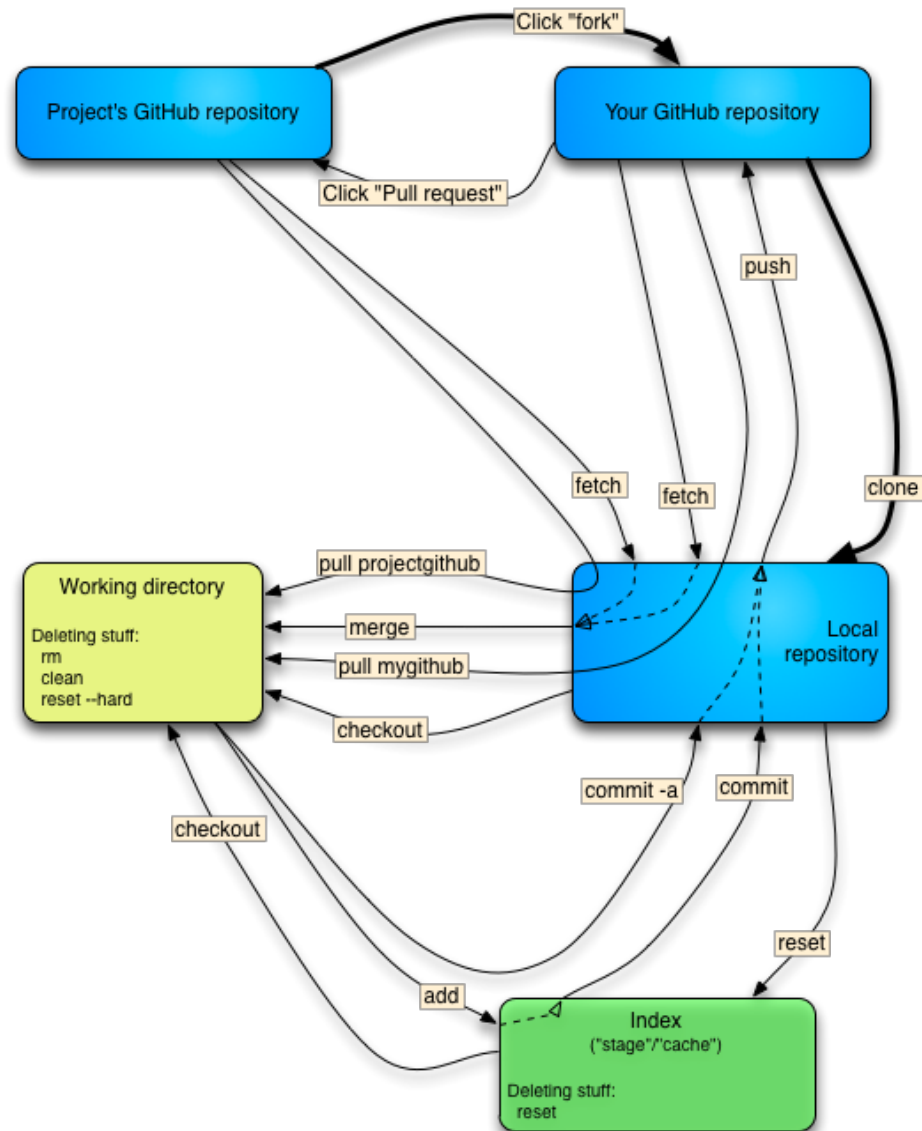 Click "fork"
Project's GitHub repository
Your GitHub repository
Click "Pull request"
push
fetch
fetch
clone
pull projectgithub
Working directory
merge
Local
repository
Deleting stuff:
rm
clean
reset --hard
pull mygithub
checkout
commit -a
commit
checkout
reset
add
Index
("stage"/"cache")
Deleting stuff:
reset